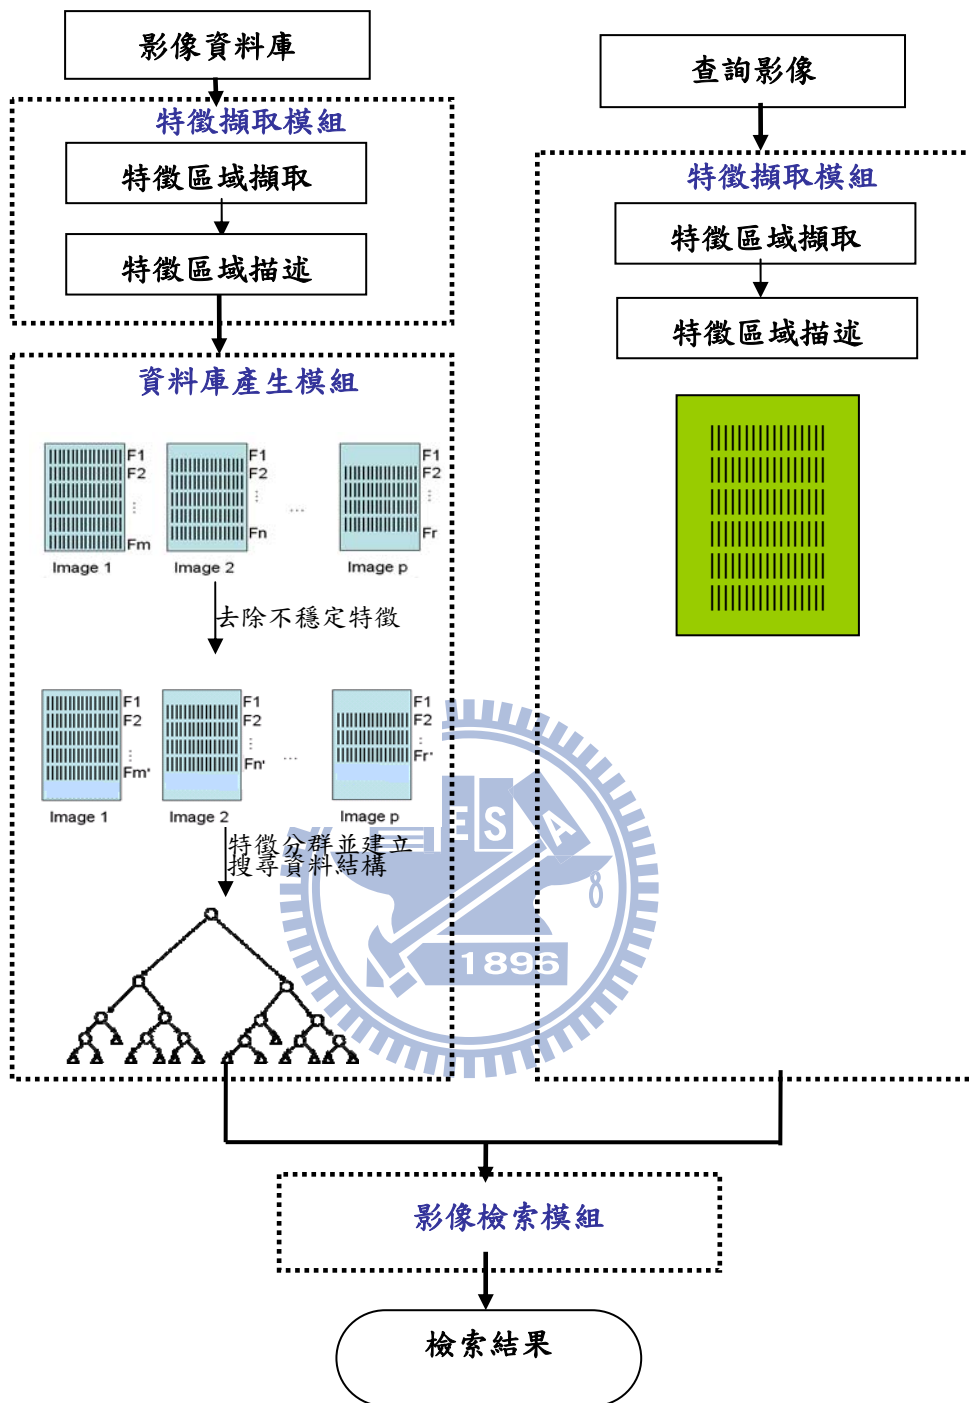 影像資料庫
特徵擷取模組
特徵區域擷取
特徵區域描述
資料庫產生模組
F1
F2
⋮
Fm
Image 1
F1
F2
⋮
Fn
Image 2
...
F1
F2
⋮
Fr
Image p
去除不穩定特徵
F1
F2
⋮
Fm'
Image 1
F1
F2
⋮
Fn'
Image 2
...
F1
F2
⋮
Fr'
Image p
特徵分群並建立
搜尋資料結構
查詢影像
特徵擷取模組
特徵區域擷取
特徵區域描述
E S A
1896
影像檢索模組
檢索結果